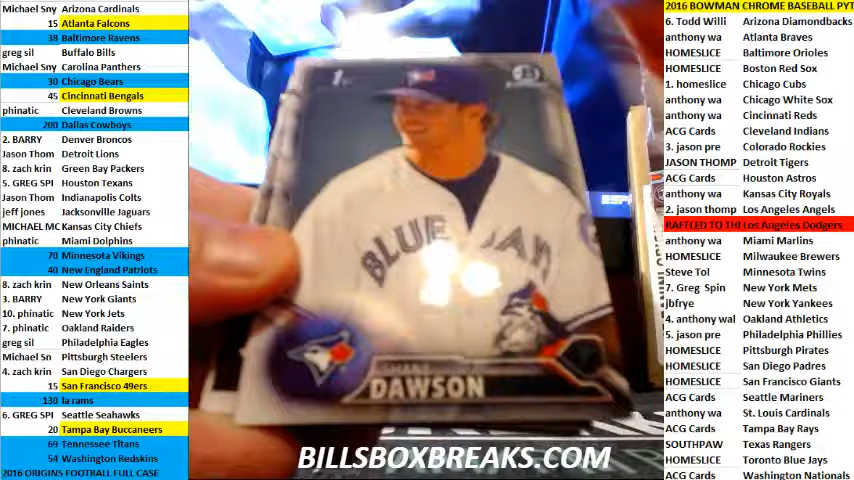 Michael Sny Arizona Cardinals
15 Atlanta Falcons
38 Baltimore Ravens
greg sil Buffalo Bills
Michael Sny Carolina Panthers
30 Chicago Bears
45 Cincinnati Bengals
phinatic Cleveland Browns
200 Dallas Cowboys
2. BARRY Denver Broncos
Jason Thom Detroit Lions
8. zach krin Green Bay Packers
5. GREG SPI Houston Texans
Jason Thom Indianapolis Colts
jeff jones Jacksonville Jaguars
MICHAEL MC Kansas City Chiefs
phinatic Miami Dolphins
70 Minnesota Vikings
40 New England Patriots
8. zach krin New Orleans Saints
3. BARRY New York Giants
10. phinatic New York Jets
7. phinatic Oakland Raiders
greg sil Philadelphia Eagles
Michael Sn Pittsburgh Steelers
4. zach krin San Diego Chargers
15 San Francisco 49ers
130 la rams
6. GREG SPI Seattle Seahawks
20 Tampa Bay Buccaneers
69 Tennessee Titans
54 Washington Redskins
2016 ORIGINS FOOTBALL FULL CASE
1st
BLUE JAYS
DAWSON
BILLSBOXBREAKS.COM
2016 BOWMAN CHROME BASEBALL PYT
6. Todd Willi Arizona Diamondbacks
anthony wa Atlanta Braves
HOMESLICE Baltimore Orioles
HOMESLICE Boston Red Sox
1. homeslice Chicago Cubs
anthony wa Chicago White Sox
anthony wa Cincinnati Reds
ACG Cards Cleveland Indians
3. jason pre Colorado Rockies
JASON THOMP Detroit Tigers
ACG Cards Houston Astros
anthony wa Kansas City Royals
2. jason thomp Los Angeles Angels
RAFFLED TO THI Los Angeles Dodgers
anthony wa Miami Marlins
HOMESLICE Milwaukee Brewers
Steve Tol Minnesota Twins
7. Greg Spin New York Mets
jbfrye New York Yankees
4. anthony wal Oakland Athletics
5. jason pre Philadelphia Phillies
HOMESLICE Pittsburgh Pirates
HOMESLICE San Diego Padres
HOMESLICE San Francisco Giants
ACG Cards Seattle Mariners
anthony wa St. Louis Cardinals
ACG Cards Tampa Bay Rays
SOUTHPAW Texas Rangers
HOMESLICE Toronto Blue Jays
ACG Cards Washington Nationals